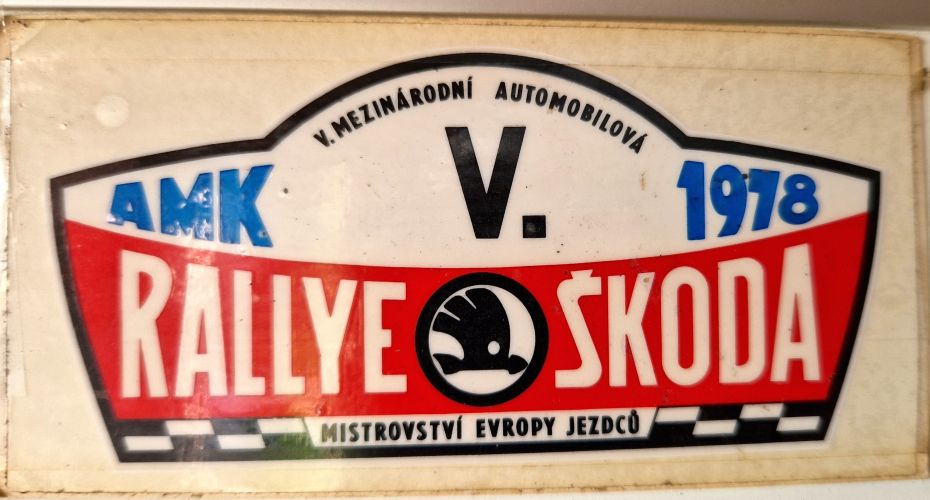 V. MEZINÁRODNÍ AUTOMOBILOVÁ
V.
AMK 1978
RALLYE ŠKODA
MISTROVSTVÍ EVROPY JEZDCŮ